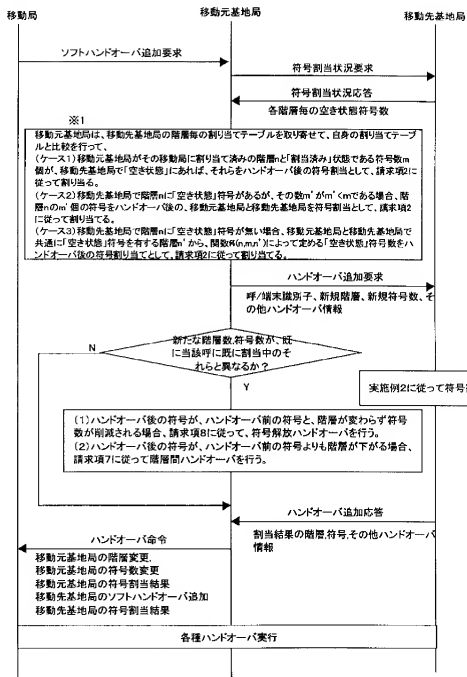 移動局
移動元基地局
移動先基地局
ソフトハンドオーバ追加要求
符号割当状況要求
符号割当状況応答
各階層毎の空き状態符号数
※1
移動元基地局は、移動先基地局の階層毎の割り当てテーブルを取り寄せて、自身の割り当てテーブ
ルと比較を行って、
(ケース1)移動元基地局がその移動局に割り当て済みの階層nと「割当済み」状態である符号数m
個が、移動先基地局で「空き状態」にあれば、それらをハンドオーバ後の符号割当として、請求項2に
従って割り当る。
(ケース2)移動先基地局で階層nに「空き状態」符号があるが、その数m'がm'<mである場合、階
層nのm'個の符号をハンドオーバ後の、移動元基地局と移動先基地局を符号割当として、請求項2
に従って割り当てる。
(ケース3)移動先基地局で階層nに「空き状態」符号が無い場合、移動元基地局と移動先基地局で
共通に「空き状態」符号を有する階層n'から、関数f(n,m,n')によって定める「空き状態」符号数をハ
ンドオーバ後の符号割り当てとして、請求項2に従って割り当てる。
ハンドオーバ追加要求
呼/端末識別子、新規階層、新規符号数、そ
の他ハンドオーバ情報
新たな階層数,符号数が、既
に当該呼に既に割当中のそ
れらと異なるか?
N
Y
実施例2に従って符号
(1)ハンドオーバ後の符号が、ハンドオーバ前の符号と、階層が変わらず符号
数が削減される場合、請求項8に従って、符号解放ハンドオーバを行う。
(2)ハンドオーバ後の符号が、ハンドオーバ前の符号よりも階層が下がる場合、
請求項7に従って階層間ハンドオーバを行う。
ハンドオーバ追加応答
割当結果の階層,符号,その他ハンドオーバ
情報
ハンドオーバ命令
移動元基地局の階層変更,
移動元基地局の符号数変更
移動元基地局の符号割当結果
移動先基地局のソフトハンドオーバ追加
移動先基地局の符号割当結果
各種ハンドオーバ実行